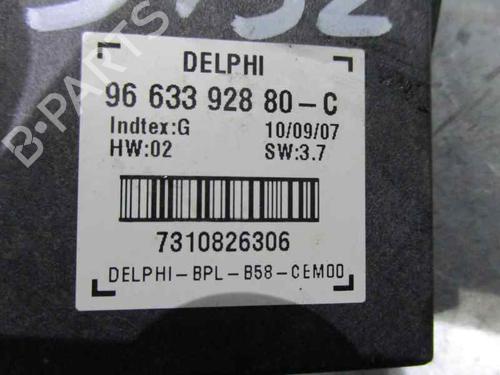 DELPHI
96 633 928 80-C
Indtex:G 10/09/07
HW:02 SW:3.7
7310826306
DELPHI-BPL-B58-CEM00